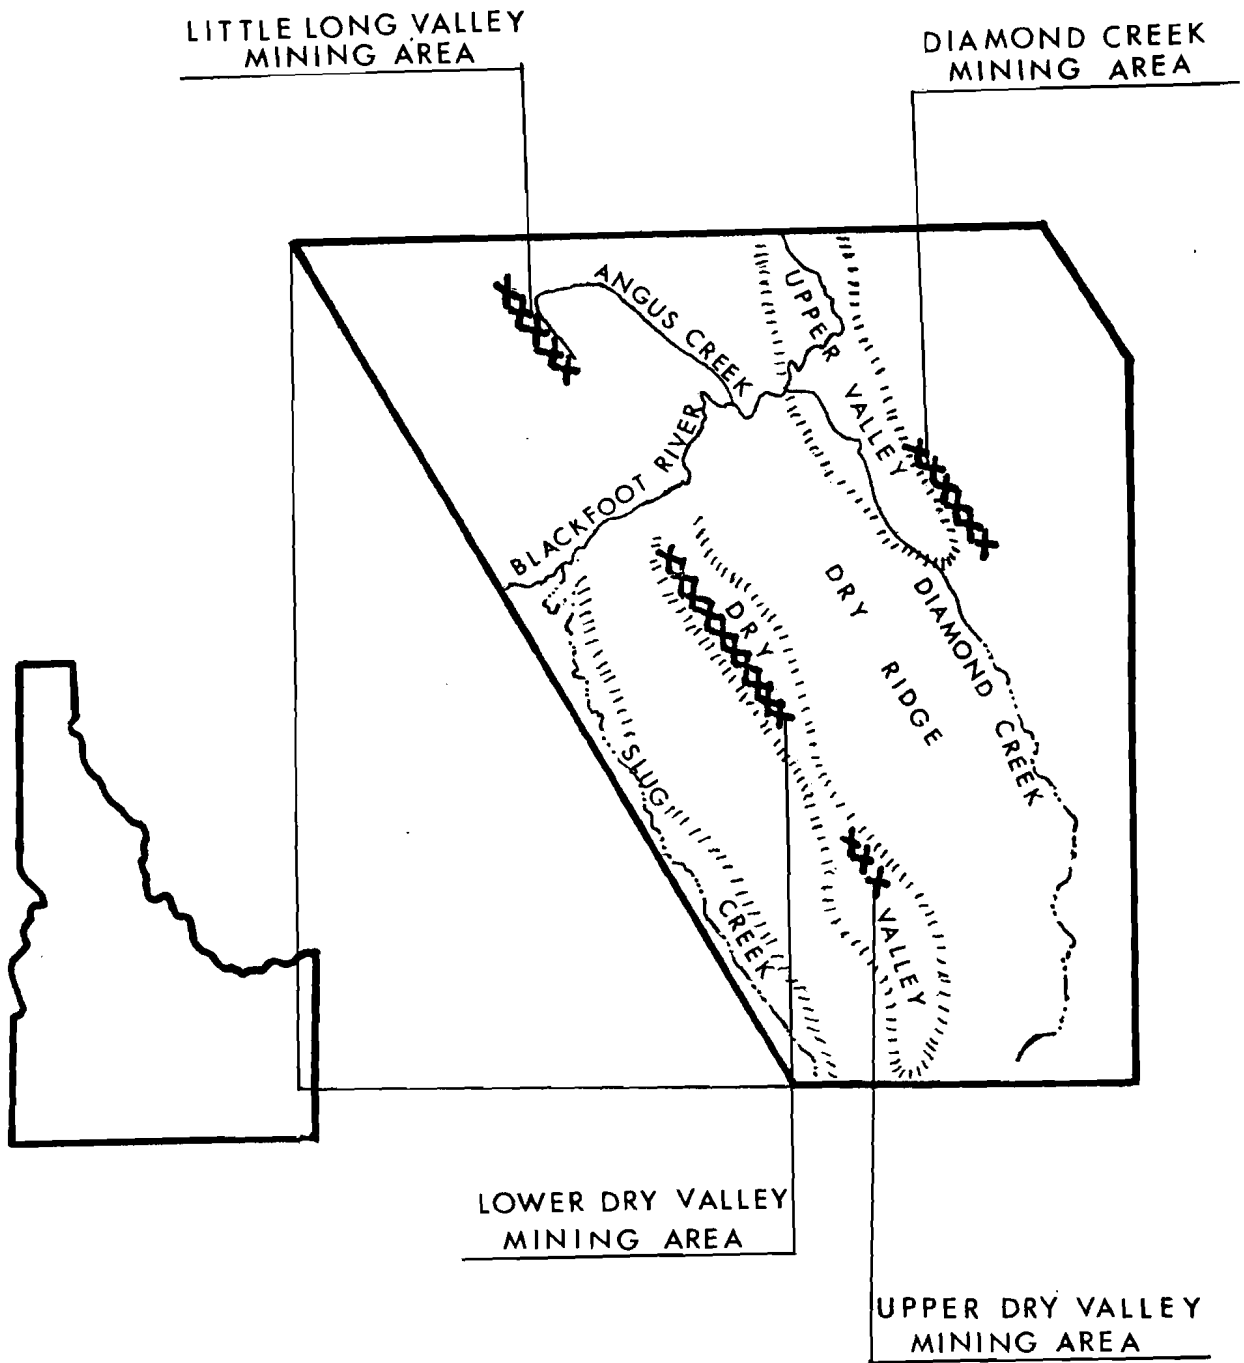 LITTLE LONG VALLEY
MINING AREA
DIAMOND CREEK
MINING AREA
ANGUS CREEK
UPPER VALLEY
BLACKFOOT RIVER
DRY RIDGE
DIAMOND CREEK
DRY VALLEY
SLUG CREEK
LOWER DRY VALLEY
MINING AREA
UPPER DRY VALLEY
MINING AREA